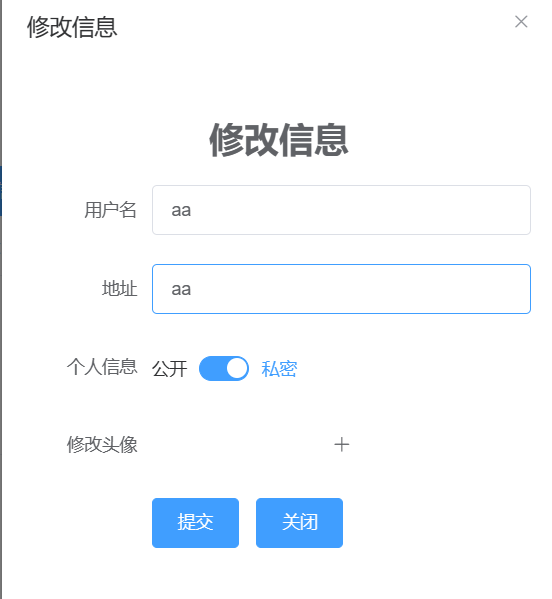 修改信息
修改信息
用户名 aa
地址 aa
个人信息 公开 私密
修改头像
提交 关闭